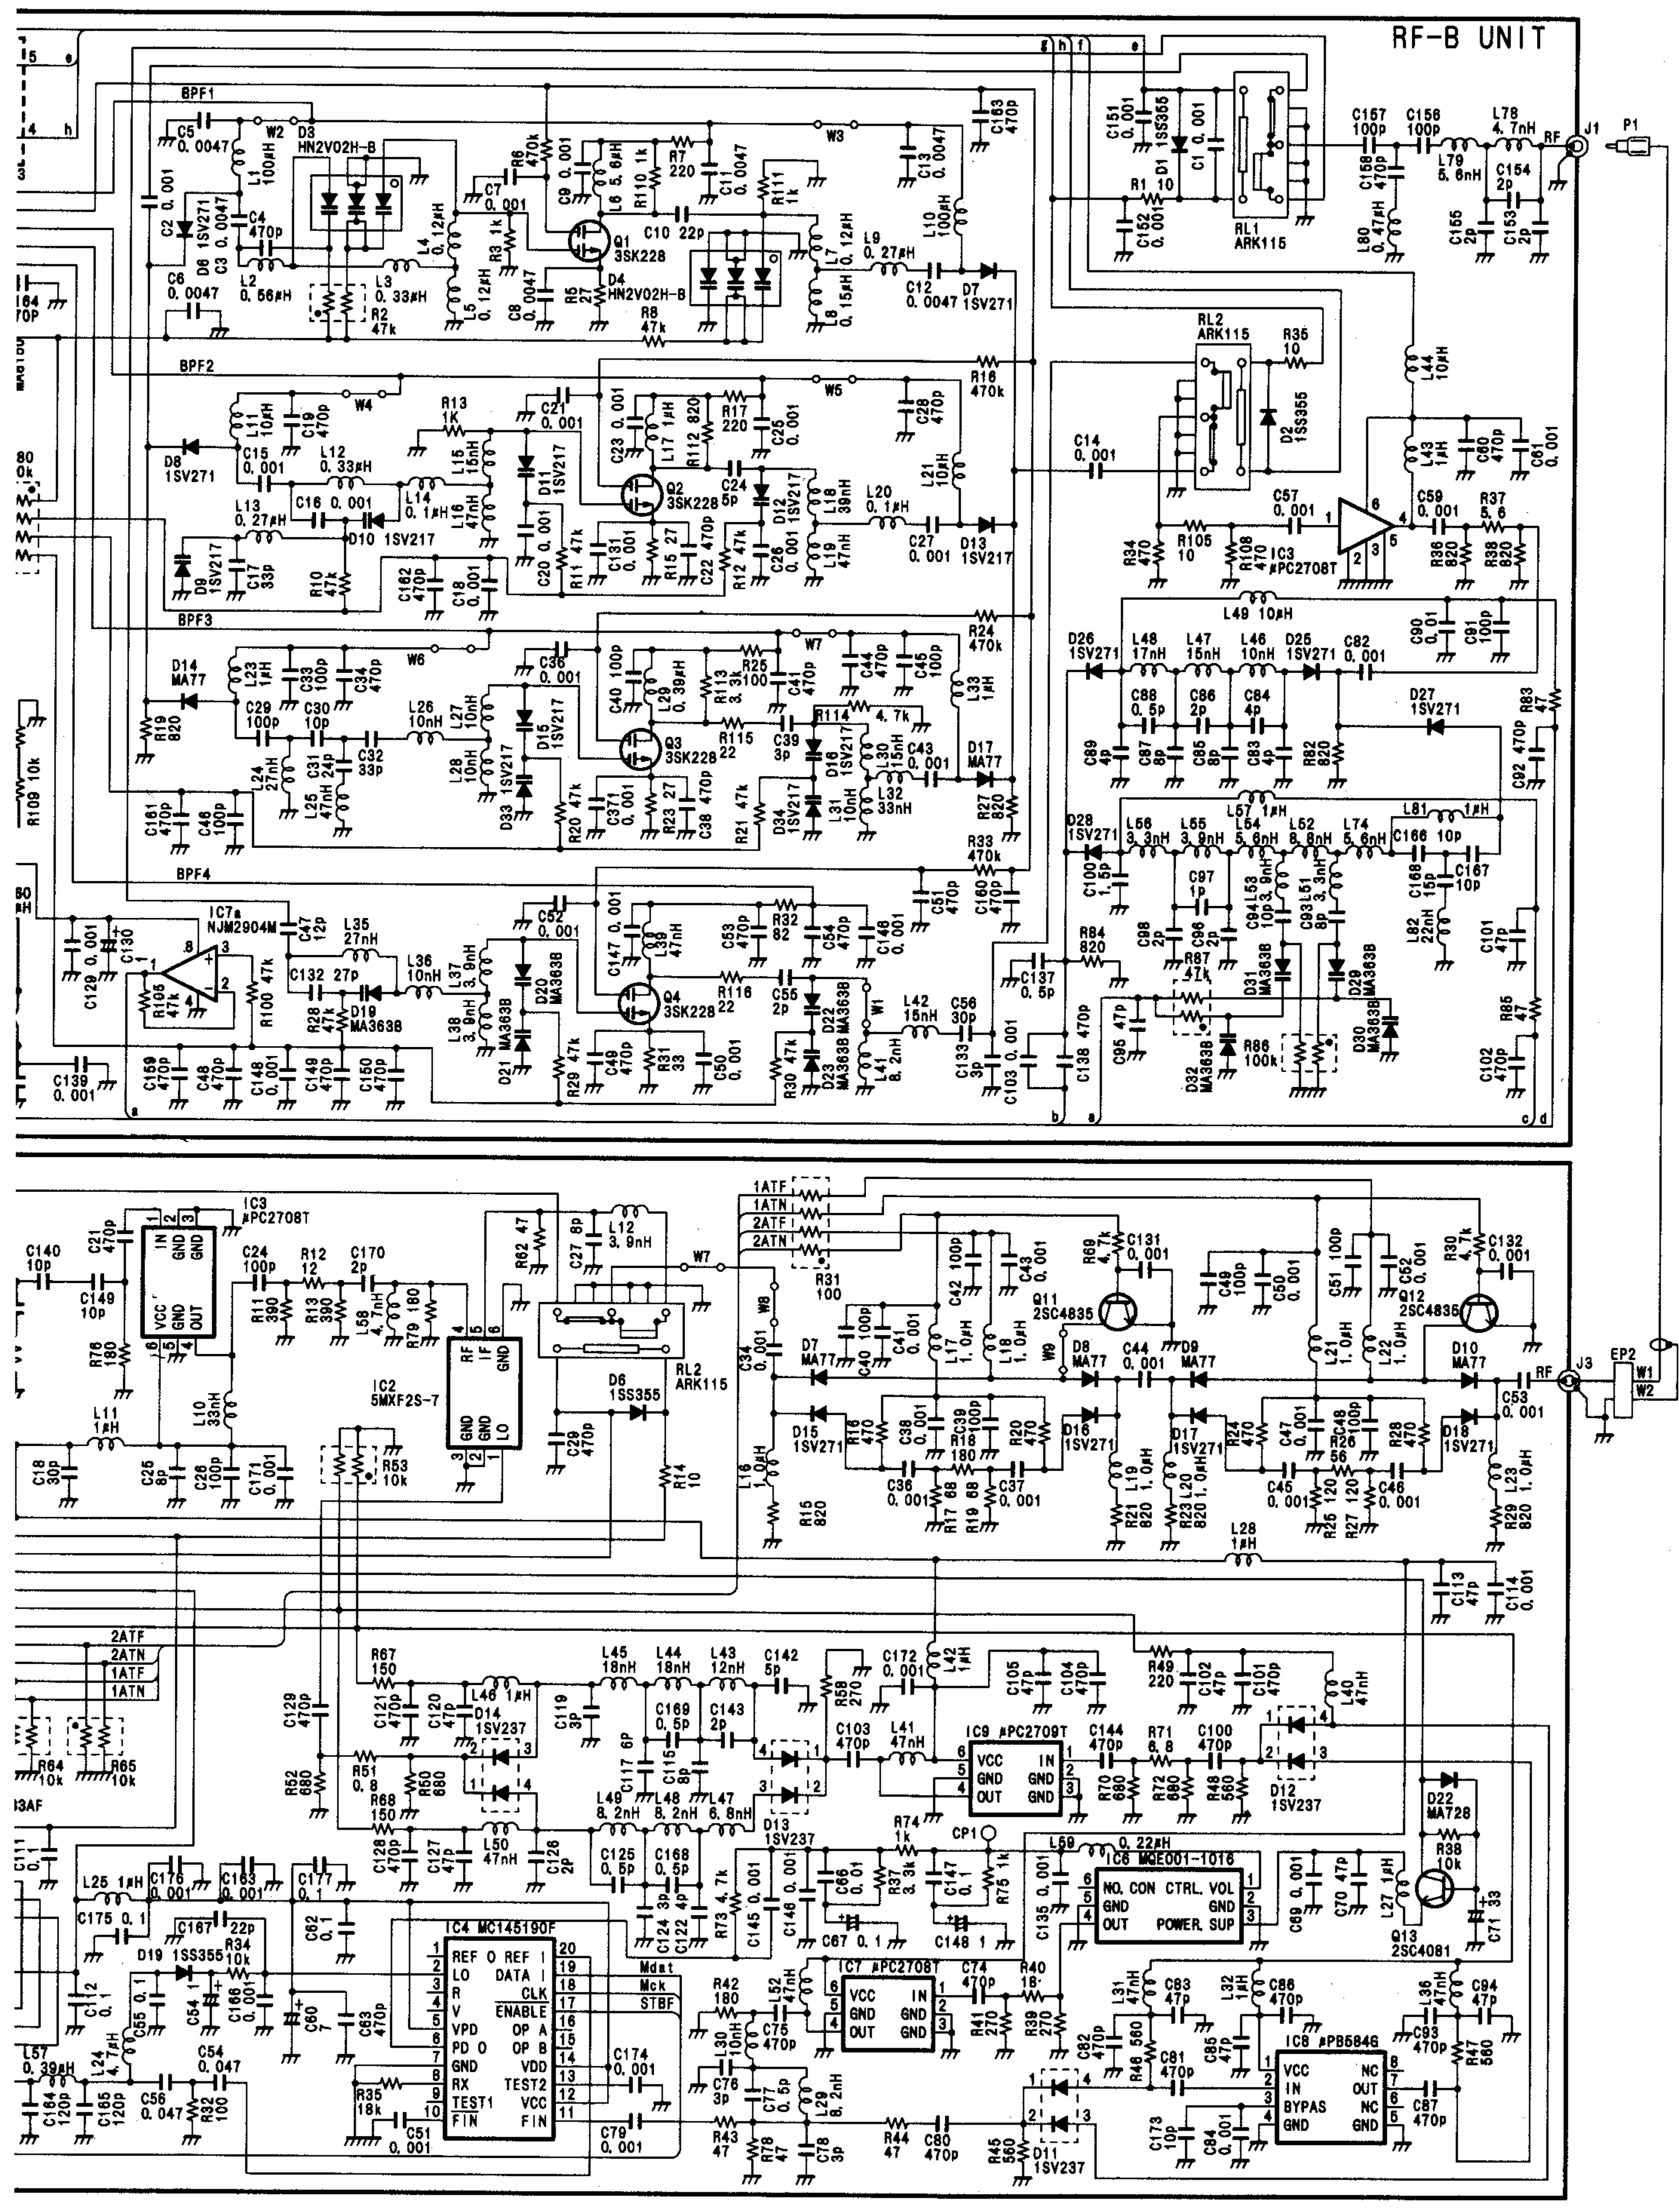 RF-B UNIT
5 e
g h f e
4 h
3
BPF1
C5
0.0047
W2
D3
HN2V02H-B
L1
100µH
C2 0.001
D6 1SV271
C3 0.0047
C4
470p
L2
0.56µH
L3
0.33µH
L4
0.12µH
L5
0.12µH
R2
47k
C6
0.0047
C7
0.001
R6
470k
R3 1k
C9 0.001
L6 5.6µH
R110 1k
R7
220
C11
0.0047
R111
1k
C10 22p
Q1
3SK228
C8
0.0047
R5
27
D4
HN2V02H-B
R8
47k
W3
C163
470p
C13
0.0047
L10
100µH
L7
0.12µH
L8
0.15µH
L9
0.27µH
C12
0.0047
D7
1SV271
C151
0.001
D1 1SS355
C1 0.001
R1 10
C152
0.001
RL1
ARK115
C157
100p
C156
100p
C158
470p
L80
0.47µH
L79
5.6nH
L78
4.7nH
C154
2p
C155
2p
C153
2p
RF
J1
P1
BPF2
W4
L11
10µH
C19
470p
D8
1SV271
C15
0.001
L12
0.33µH
L13
0.27µH
C16 0.001
D10 1SV217
L14
0.1µH
D9
1SV217
C17
33p
R10
47k
R13
1K
L15
15nH
L16
47nH
C162
470p
C18
0.001
C21
0.001
D11
1SV217
C20 0.001
R11 47k
C23 0.001
L17 1µH
R112 820
R17
220
C25
0.001
Q2
3SK228
C24
5p
C131
0.001
R15 27
C22 470p
R12 47k
D12
1SV217
C26
0.001
L18
39nH
L19
47nH
W5
C28
470p
L20
0.1µH
L21
10µH
C27
0.001
D13
1SV217
R16
470k
C14
0.001
RL2
ARK115
R35
10
D2
1SS355
R34
470
R105
10
R108
470
C57
0.001
IC3
µPC2708T
L44
10µH
L43
1µH
C60
470p
C61
0.001
C59
0.001
R37
5.6
R36
820
R38
820
BPF3
W6
D14
MA77
L23
1µH
C33
100p
C34
470p
R19
820
C29
100p
C30
10p
L24
27nH
C31
24p
L25
47nH
C32
33p
L26
10nH
L27
10nH
L28
10nH
C36
0.001
D15
1SV217
D33 1SV217
R20 47k
C40 100p
L29
0.39µH
R113
3.3k
R25
100
C41
470p
W7
C44
470p
C45
100p
L33
1µH
R24
470k
Q3
3SK228
R115
22
C39
3p
R114
4.7k
D16
1SV217
D34
1SV217
L30
15nH
L31
10nH
L32
33nH
C43
0.001
D17
MA77
C371
0.001
R23 27
C38 470p
R21 47k
R27
820
C161
470p
C46
100p
R109 10k
R33
470k
L49 10µH
C90
0.01
C91
100p
D26
1SV271
L48
17nH
L47
15nH
L46
10nH
D25
1SV271
C82
0.001
C88
0.5p
C86
2p
C84
4p
C89
4p
C87
8p
C85
8p
C83
4p
R82
820
D27
1SV271
R83
47
C92 470p
D28
1SV271
L57 1µH
L56
3.3nH
L55
3.9nH
L54
5.6nH
L52
8.2nH
L74
5.6nH
L81
1µH
C166 10p
C100
1.5p
C97
1p
C98
2p
C96
2p
C94
10p
L53
3.9nH
C93
8p
L51
3.3nH
C168
15p
C167
10p
L82
22nH
C101
47p
BPF4
IC7a
NJM2904M
C129
0.001
C130
R195
47k
R100 47k
C47
12p
L35
27nH
C132 27p
R28
47k
D19
MA363B
L36
10nH
L37
3.9nH
L38
3.9nH
C52
0.001
D20
MA363B
D21
MA363B
R29 47k
C147 0.001
L39
47nH
C53
470p
R32
82
C54
470p
C146
0.001
C51
470p
C160
470p
Q4
3SK228
R116
22
C55
2p
D22
MA363B
D23
MA363B
W1
L41
8.2nH
L42
15nH
C56
30p
C49
470p
R31
33
C50
0.001
R30 47k
C133
3p
C103 0.001
C137
0.5p
C138 470p
R84
820
R87
47k
C95 47p
D31
MA363B
D29
MA363B
D30
MA363B
D32
MA363B
R86
100k
R85
47
C102
470p
C139
0.001
C159
470p
C48
470p
C148
0.001
C149
470p
C150
470p
a b a c d
IC3
µPC2708T
IN GND GND
VCC GND OUT
C140
10p
C21
470p
C149
10p
R76
180
C24
100p
R12
12
C170
2p
R11
390
R13
390
L58
4.7nH
R79 180
L10
33nH
L11
1µH
C18
30p
C25
8p
C26
100p
C171
0.001
R62 47
C27 8p
L12
3.9nH
RF IF GND
GND GND LO
IC2
5MXF2S-7
RL2
ARK115
D6
1SS355
C29
470p
R14
10
R53
10k
W7
W8
1ATF
1ATN
2ATF
2ATN
R31
100
C34
0.001
D7
MA77
D15
1SV271
L16
1.0µH
R15
820
C40 100p
C41
0.001
L17
1.0µH
C42 100p
C43
0.001
L18
1.0µH
R69
4.7k
C131
0.001
Q11
2SC4835
W9
D8
MA77
C44
0.001
D9
MA77
R16
470
C38
0.001
C39
100p
R20
470
R18
180
C36
0.001
R17 68
R19 68
C37
0.001
D16
1SV271
D17
1SV271
L19
1.0µH
L20
1.0µH
R21
820
R23
820
C49
100p
C50
0.001
C51 100p
C52
0.001
L21
1.0µH
L22
1.0µH
R30
4.7k
C132
0.001
Q12
2SC4835
D10
MA77
R24
470
C47
0.001
C48
100p
R28
470
R26
56
C45
0.001
R25 120
R27 120
C46
0.001
D18
1SV271
L23
1.0µH
R29
820
C53
0.001
RF
J3
EP2
W1
W2
L28
1µH
C113
47p
C114
0.001
2ATF
2ATN
1ATF
1ATN
R64
10k
R65
10k
C129
470p
R67
150
C121
470p
C120
47p
L46 1µH
D14
1SV237
R52
680
R51
0.8
R50
680
R68
150
C128
470p
C127
47p
L50
47nH
C126
2P
C119
3p
L45
18nH
L44
18nH
L43
12nH
C142
5p
C169
0.5p
C143
2p
C117 6P
C115
8p
L49
8.2nH
L48
8.2nH
L47
6.8nH
C125
0.5p
C168
0.5p
C124 3p
C122 4p
D13
1SV237
R58
270
C103
470p
L41
47nH
C172
0.001
L42
1µH
C105
47p
C104
470p
IC9 µPC2709T
VCC IN
GND GND
OUT GND
C144
470p
R71
6.8
C100
470p
R70
680
R72
680
R48
560
R49
220
C102
47p
C101
470p
L40
47nH
D12
1SV237
D22
MA728
R38
10k
Q13
2SC4081
C71 33
L27 1µH
R73 4.7k
C145 0.001
C146 0.001
C66
0.01
R37
3.3k
R74
1k
CP1
C147
0.1
R75 1k
C67 0.1
C148 1
L59 0.22µH
C135 0.001
IC6 MQE001-1016
NO.CON CTRL.VOL
GND GND
OUT POWER.SUP
C69 0.001
C70 47p
33AF
C111
0.1
L25 1µH
C175 0.1
C176
0.001
C163
0.001
C177
0.1
C62
0.1
C167
22p
R34
10k
D19 1SS355
C112
0.1
C55 0.1
C54 1
C166
0.001
C60
7
C63
470p
L57
0.39µH
L24
4.7µH
C164
120p
C165
120p
C56
0.047
R32
100
C54
0.047
IC4 MC145190F
1 REF O REF I 20
2 LO DATA I 19
3 R CLK 18
4 V ENABLE 17
5 VPD OP A 16
6 PD O OP B 15
7 GND VDD 14
8 RX TEST2 13
9 TEST1 VCC 12
10 FIN FIN 11
Mdat
Mck
STBF
R35
18k
C51
0.001
C174
0.001
C79
0.001
R42
180
L52
47nH
L30
10nH
C75
470p
C76
3p
C77
0.5p
L29
8.2nH
R43
47
R78
47
C78
3p
R44
47
C80
470p
IC7 µPC2708T
VCC IN
GND GND
OUT GND
C74
470p
R40
18
R41
270
R39
270
R45
560
D11
1SV237
C82
470p
L31
47nH
R46 560
C83
47p
C81
470p
C85
47p
L32
1µH
C86
470p
IC8 µPB584G
1 VCC NC 8
2 IN OUT 7
3 BYPAS NC 6
4 GND GND 5
C173
10p
C84
0.001
L36
47nH
C94
47p
C93
470p
R47
560
C87
470p